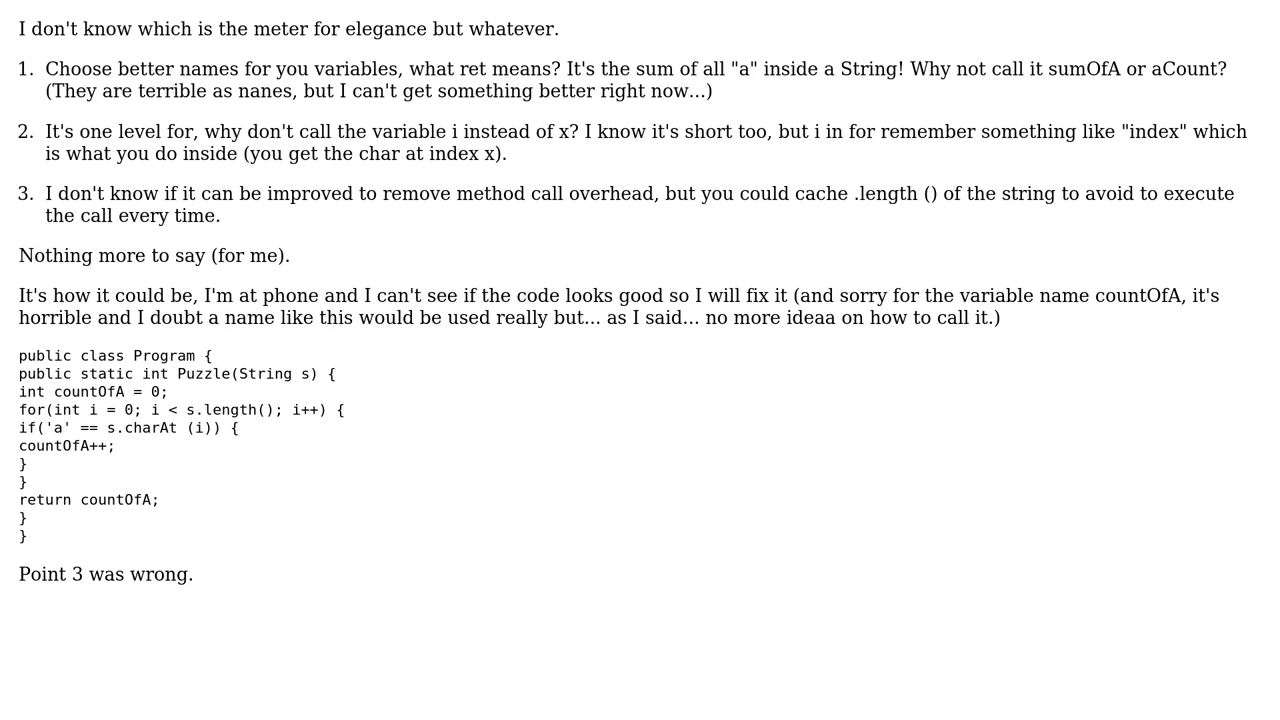 I don't know which is the meter for elegance but whatever.
1. Choose better names for you variables, what ret means? It's the sum of all "a" inside a String! Why not call it sumOfA or aCount?
(They are terrible as nanes, but I can't get something better right now...)
2. It's one level for, why don't call the variable i instead of x? I know it's short too, but i in for remember something like "index" which
is what you do inside (you get the char at index x).
3. I don't know if it can be improved to remove method call overhead, but you could cache .length () of the string to avoid to execute
the call every time.
Nothing more to say (for me).
It's how it could be, I'm at phone and I can't see if the code looks good so I will fix it (and sorry for the variable name countOfA, it's
horrible and I doubt a name like this would be used really but... as I said... no more ideaa on how to call it.)
public class Program {
public static int Puzzle(String s) {
int countOfA = 0;
for(int i = 0; i < s.length(); i++) {
if('a' == s.charAt (i)) {
countOfA++;
}
}
return countOfA;
}
}
Point 3 was wrong.